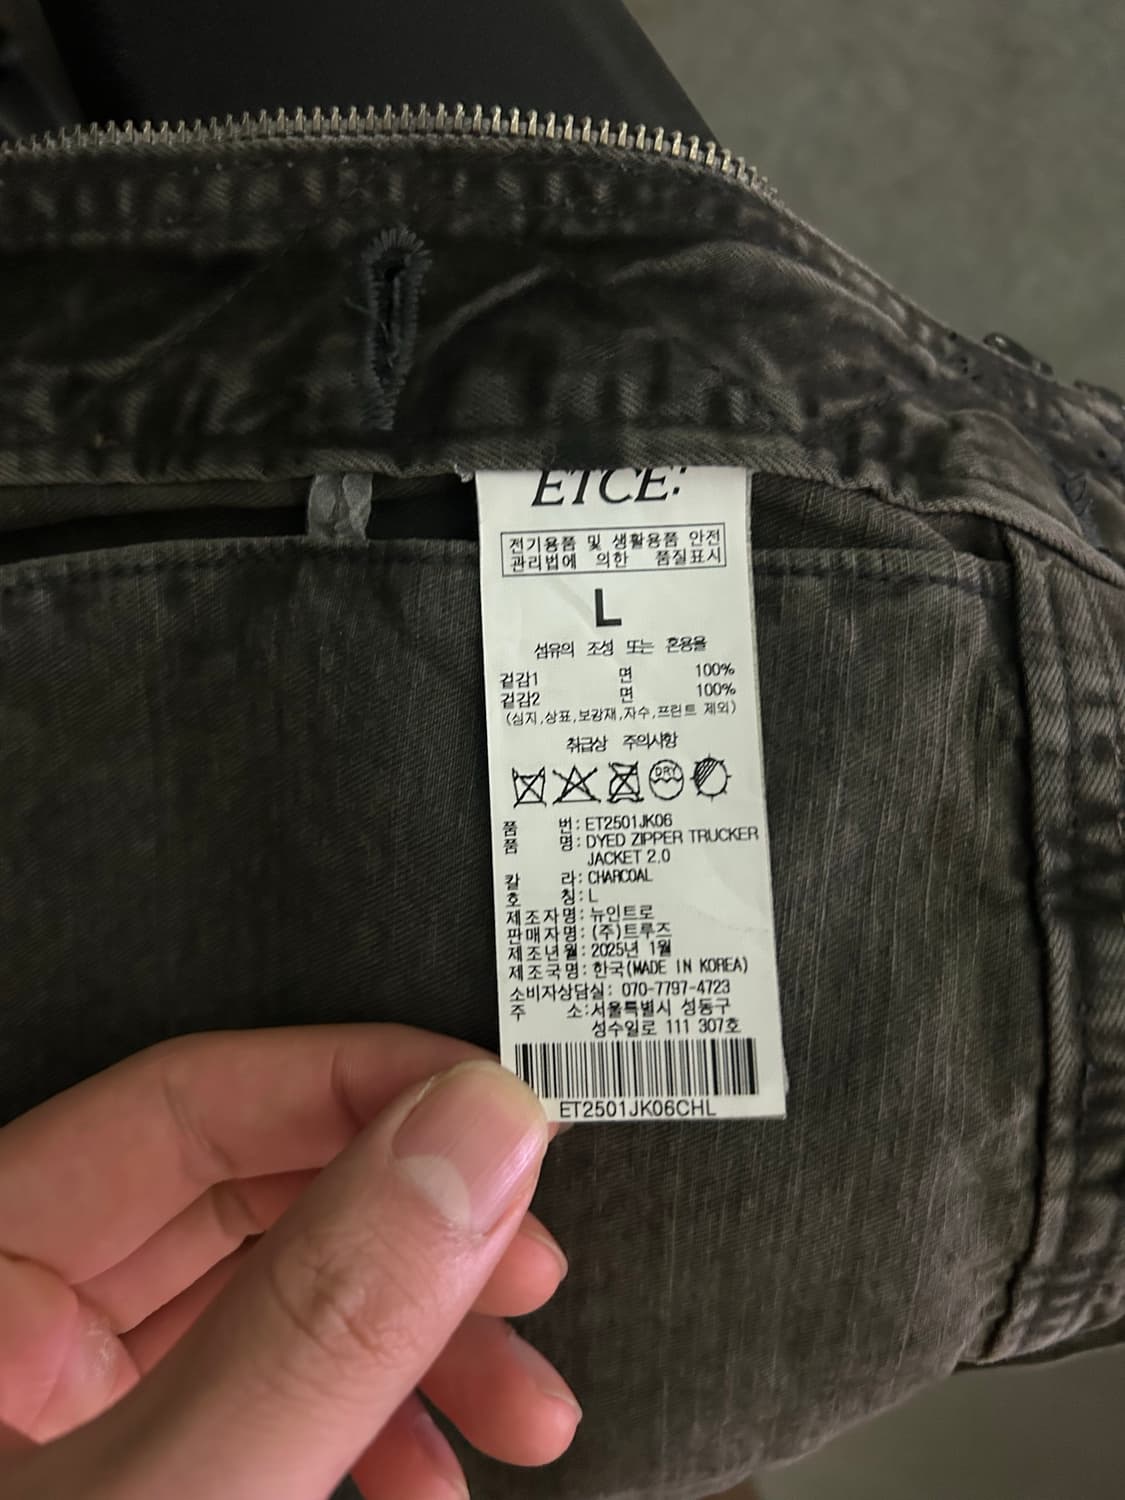 ETCE:
전기용품 및 생활용품 안전
관리법에 의한 품질표시
L
섬유의 조성 또는 혼용율
겉감1 면 100%
겉감2 면 100%
(심지,상표,보강재,자수,프린트 제외)
취급상 주의사항
DRY
품 번: ET2501JK06
품 명: DYED ZIPPER TRUCKER
JACKET 2.0
칼 라: CHARCOAL
호 칭: L
제조자명: 뉴인트로
판매자명: (주)트루즈
제조년월: 2025년 1월
제조국명: 한국(MADE IN KOREA)
소비자상담실: 070-7797-4723
주 소:서울특별시 성동구
성수일로 111 307호
ET2501JK06CHL